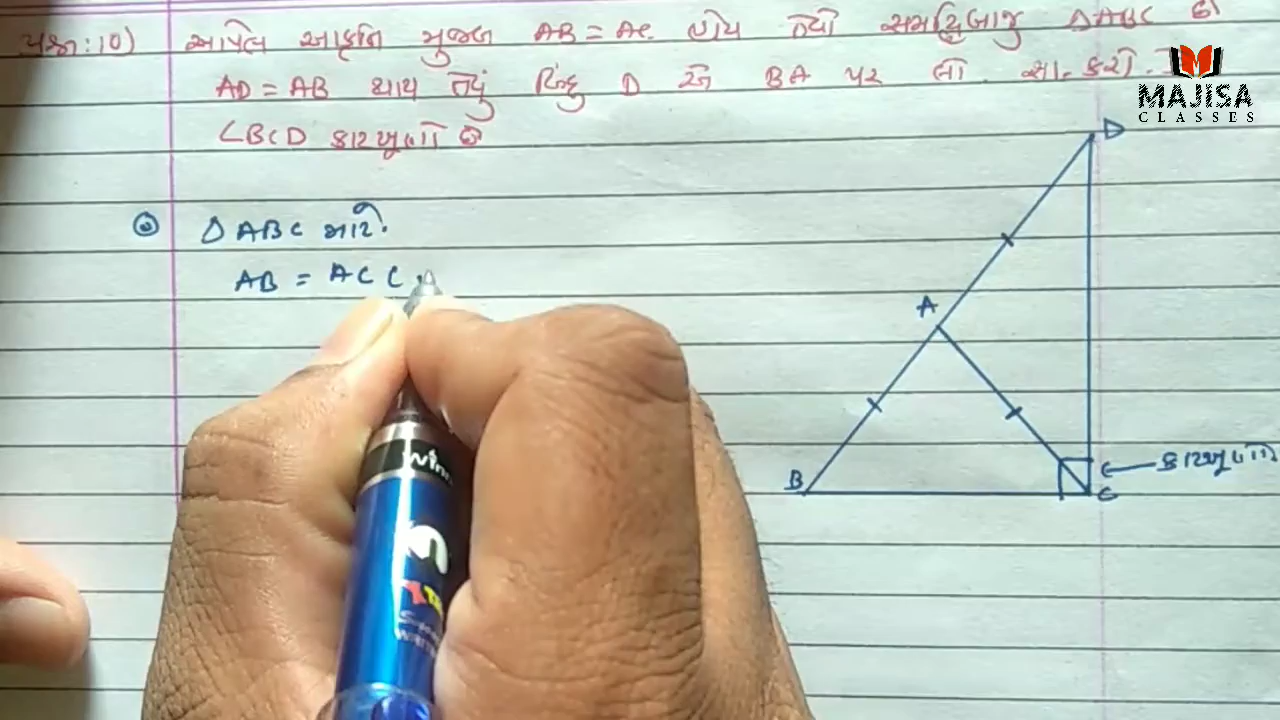 પ્રશ્ન:10) આપેલ આકૃતિ મુજબ AB = AC હોય તેવો સમદ્વિબાજુ ΔABC છે
AD = AB થાય તેવું બિંદુ D એ BA પર લો. સા. કરો.
∠BCD કાટખૂણો છે
MAJISA
CLASSES
ΔABC માટે.
AB = AC (
D
A
B
C
C
કાટખૂણો